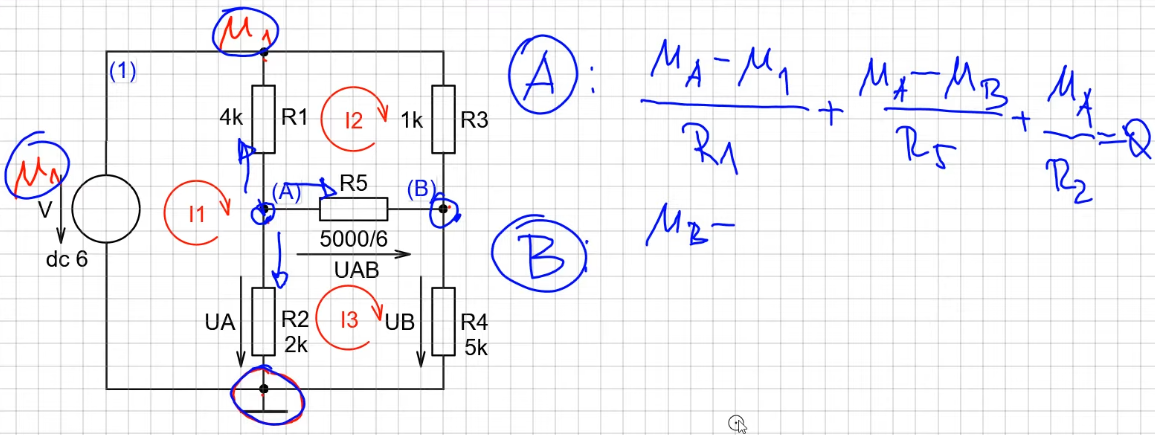 μ1
(1)
4k R1 I2 1k R3
μ1
V
dc 6
I1
(A) R5 (B)
5000/6
UAB
UA R2 I3 UB R4
2k 5k
A : μA − μ1 / R1 + μA − μB / R5 + μA / R2 = 0
B : μB −